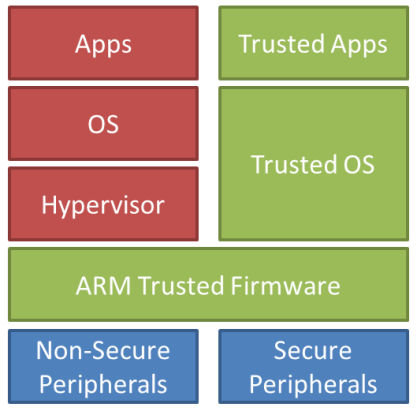 Apps
Trusted Apps
OS
Trusted OS
Hypervisor
ARM Trusted Firmware
Non-Secure
Peripherals
Secure
Peripherals